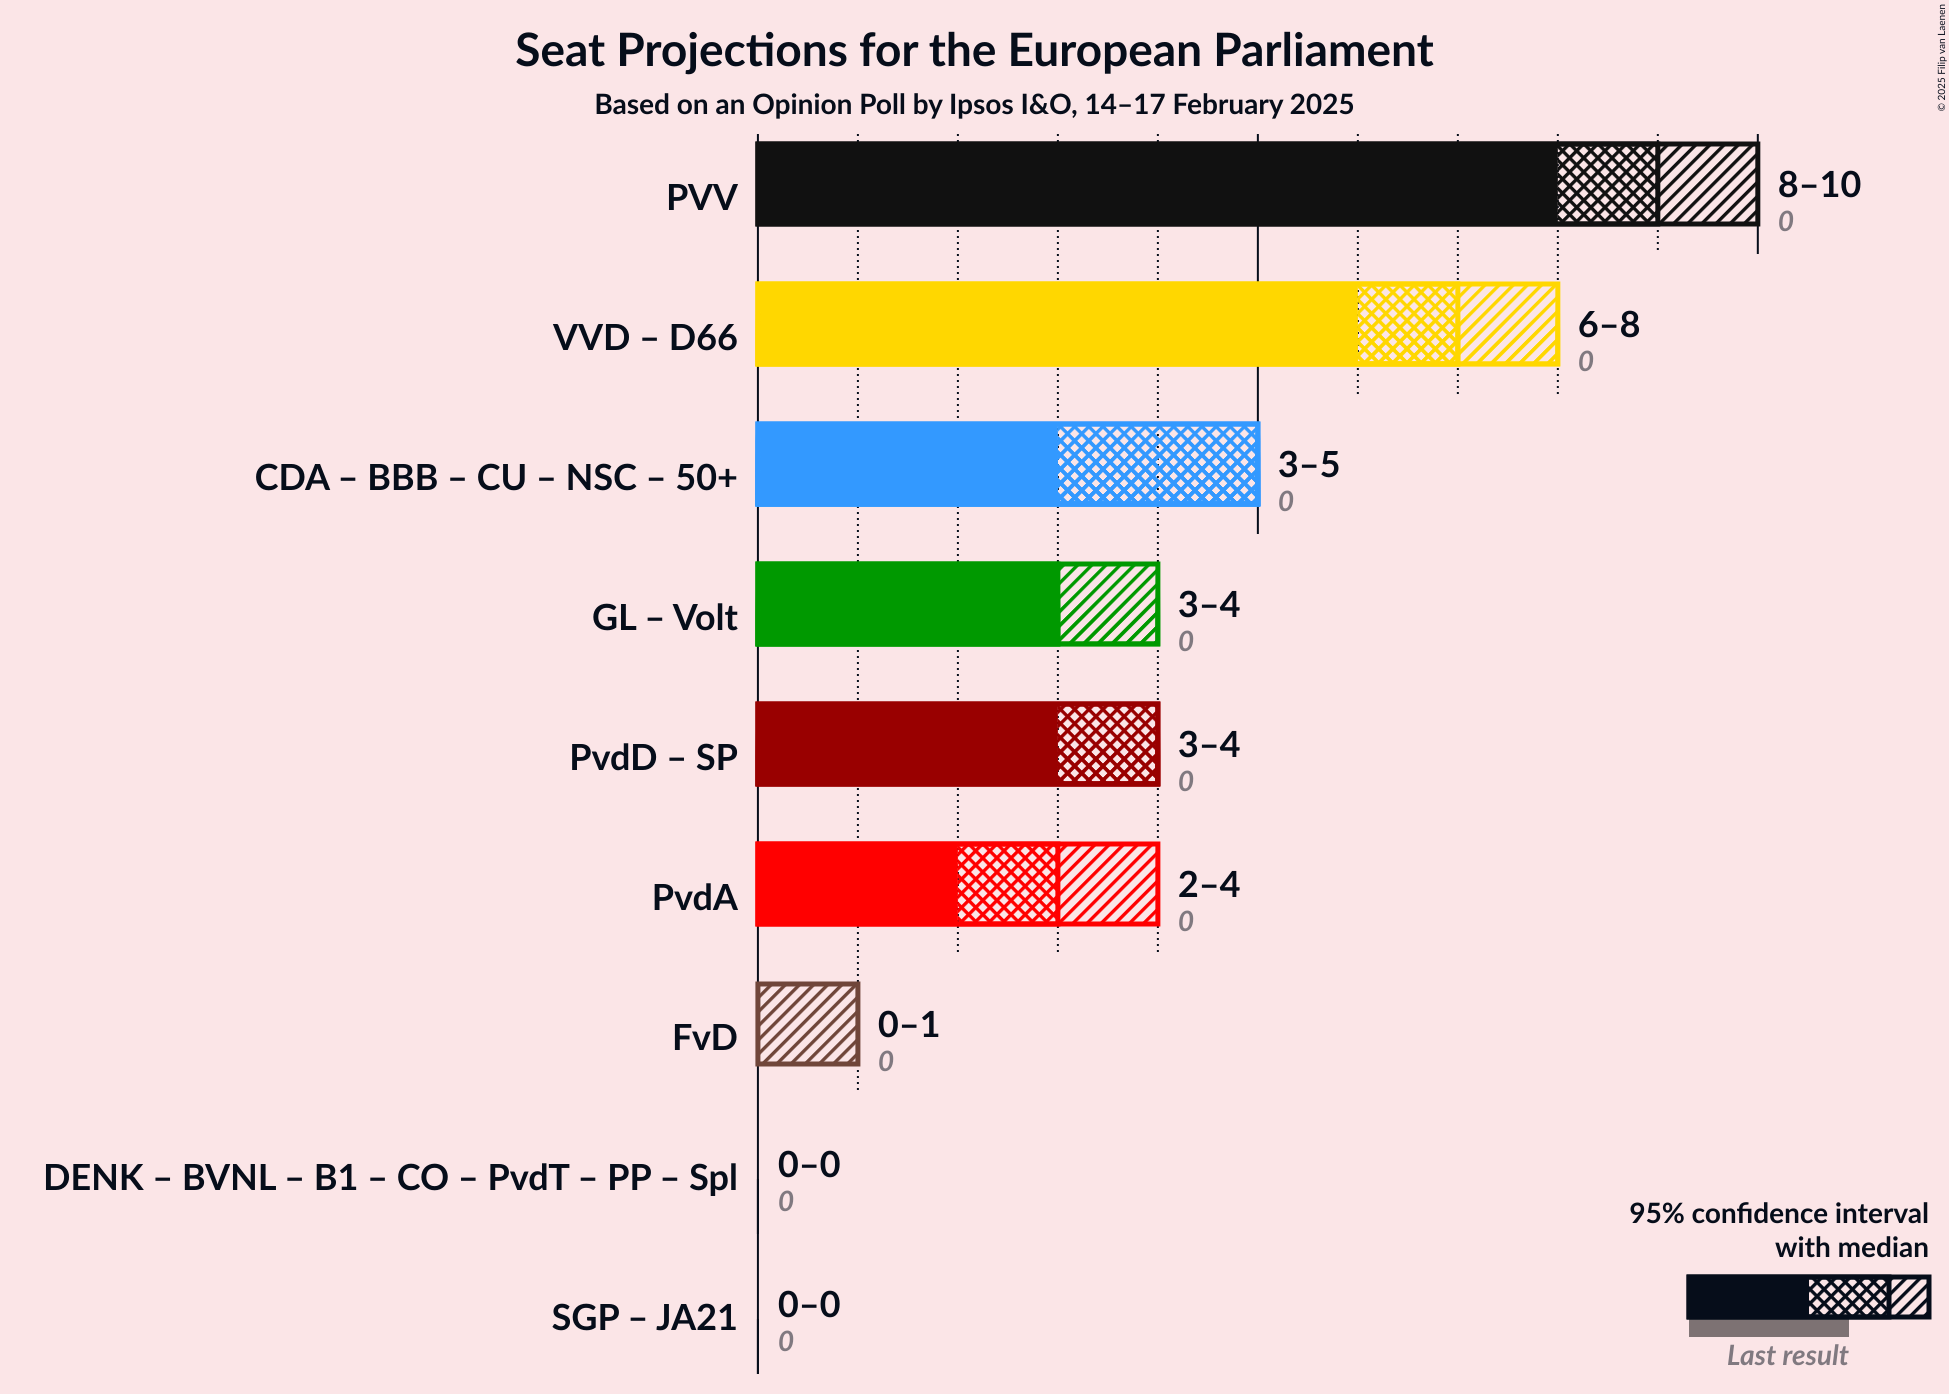 Seat Projections for the European Parliament
Based on an Opinion Poll by Ipsos I&O, 14–17 February 2025
© 2025 Filip van Laenen
PVV
8–10
0
VVD – D66
6–8
0
CDA – BBB – CU – NSC – 50+
3–5
0
GL – Volt
3–4
0
PvdD – SP
3–4
0
PvdA
2–4
0
FvD
0–1
0
DENK – BVNL – B1 – CO – PvdT – PP – Spl
0–0
0
SGP – JA21
0–0
0
95% confidence interval
with median
Last result